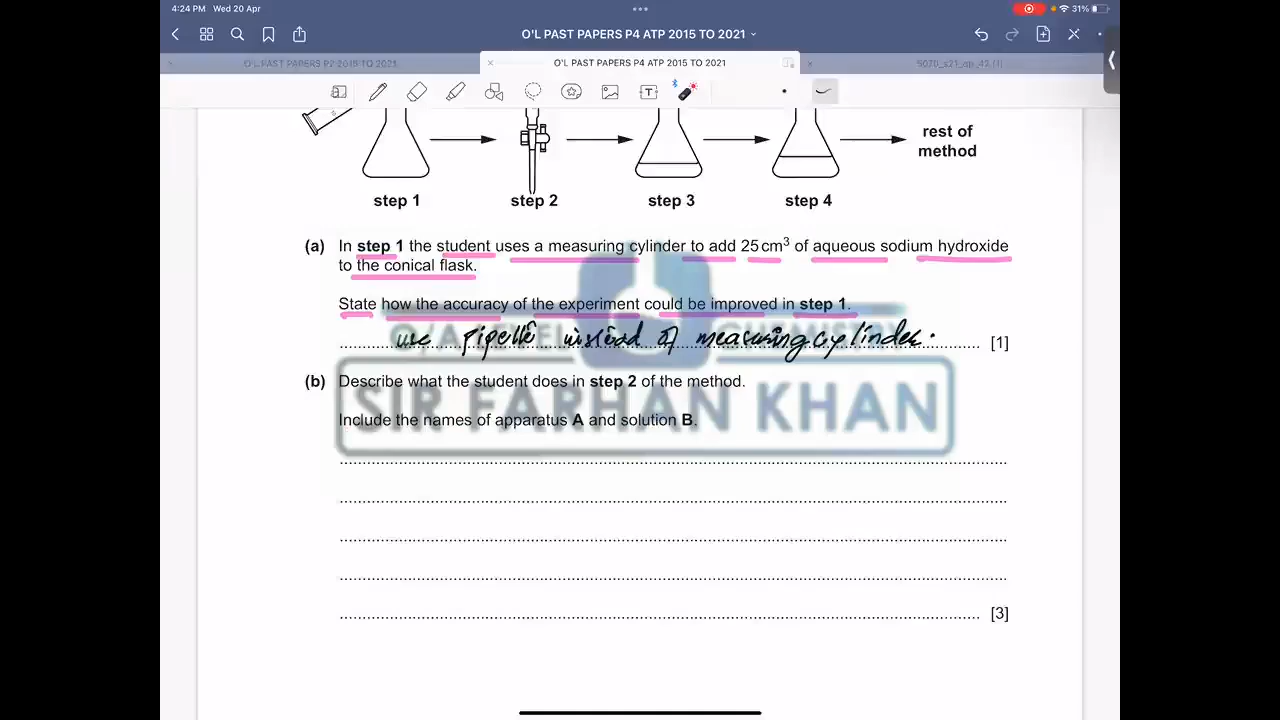 4:24 PM Wed 20 Apr
31%
O'L PAST PAPERS P4 ATP 2015 TO 2021
O'L PAST PAPERS P2 2015 TO 2021
O'L PAST PAPERS P4 ATP 2015 TO 2021
5070_s21_qp_42 (1)
rest of
method
step 1 step 2 step 3 step 4
(a) In step 1 the student uses a measuring cylinder to add 25 cm³ of aqueous sodium hydroxide
to the conical flask.
State how the accuracy of the experiment could be improved in step 1.
use pipette instead of measuring cylinder. [1]
CHEMISTRY
(b) Describe what the student does in step 2 of the method.
SIR FARHAN KHAN
Include the names of apparatus A and solution B.
[3]